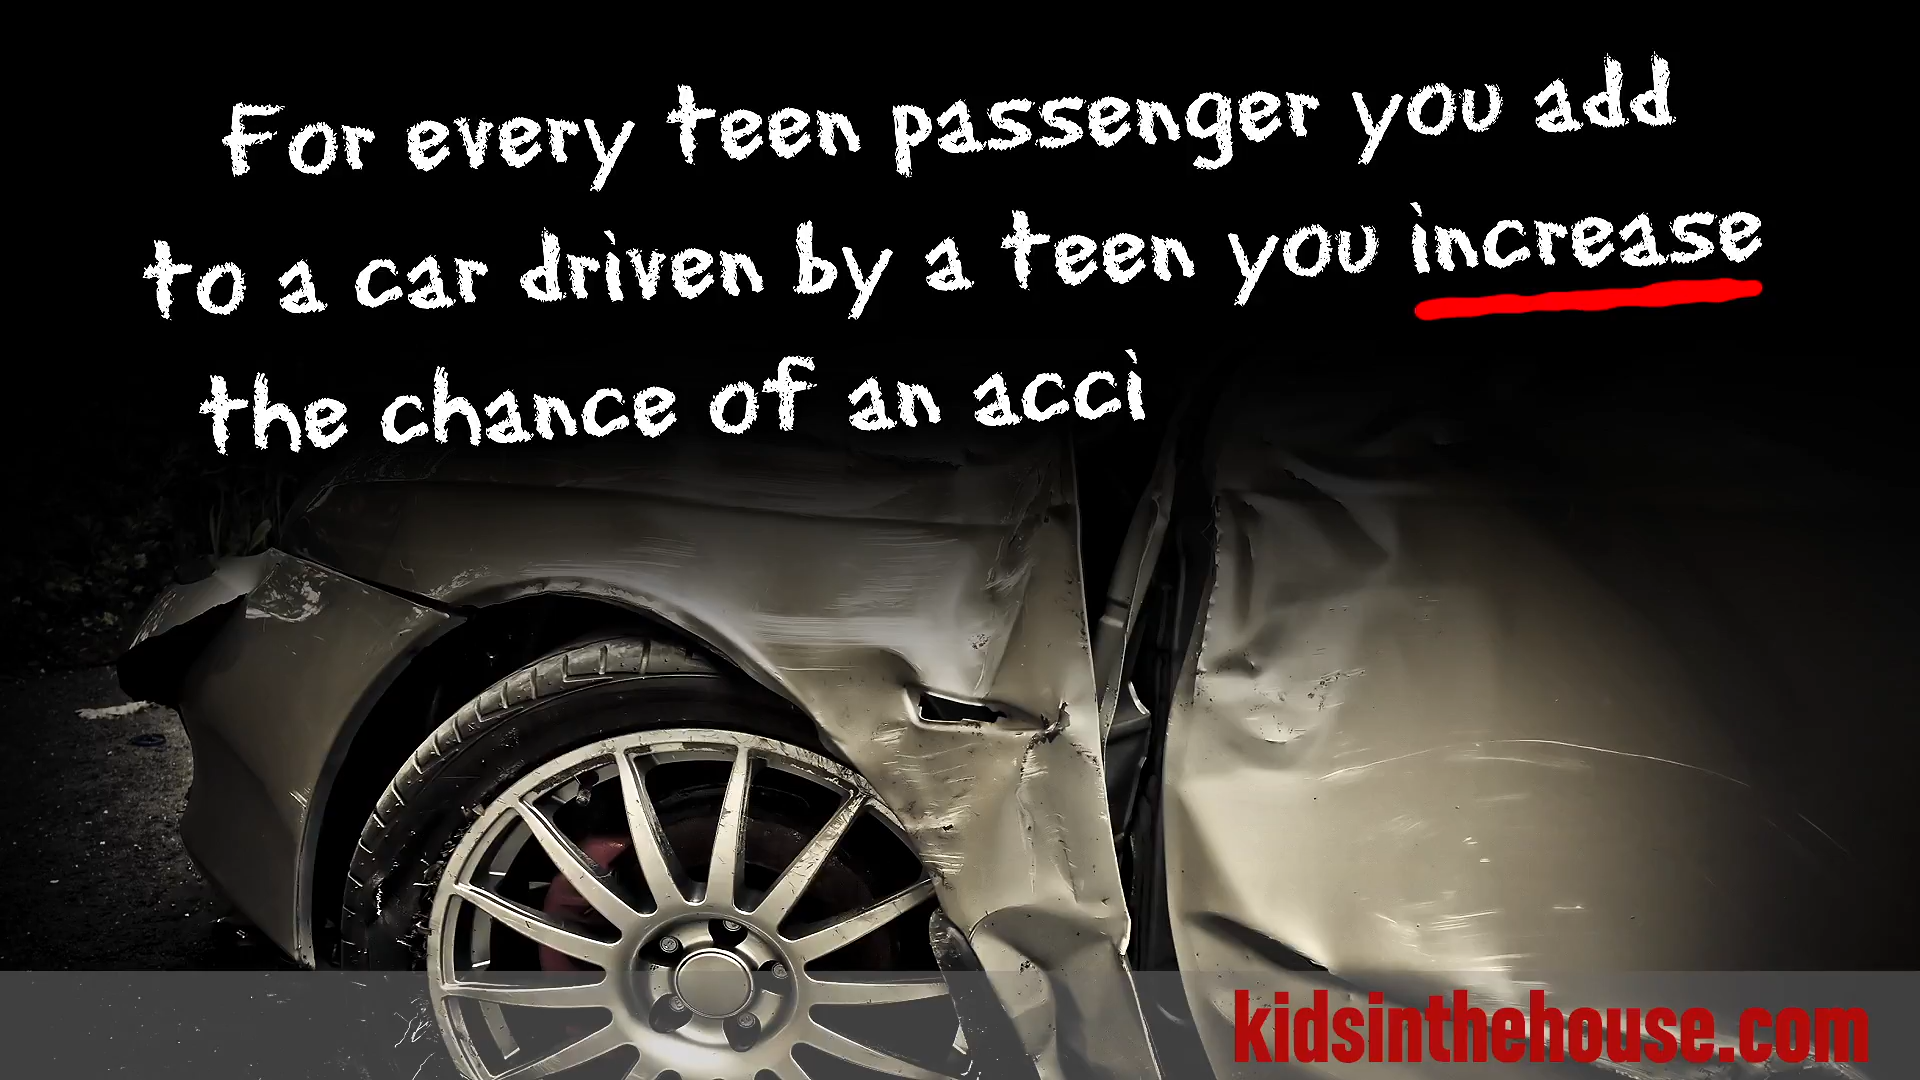 For every teen passenger you add
to a car driven by a teen you increase
the chance of an acci
kidsinthehouse.com